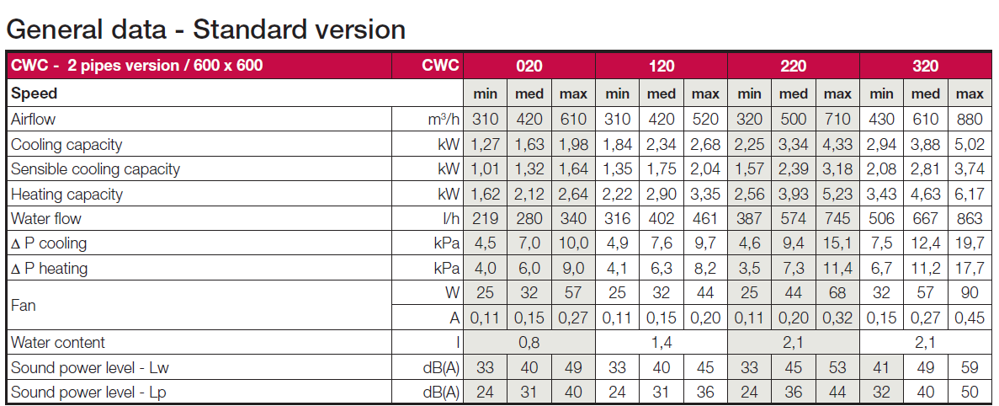 General data - Standard version
CWC - 2 pipes version / 600 x 600 CWC 020 120 220 320
Speed min med max min med max min med max min med max
Airflow m³/h 310 420 610 310 420 520 320 500 710 430 610 880
Cooling capacity kW 1,27 1,63 1,98 1,84 2,34 2,68 2,25 3,34 4,33 2,94 3,88 5,02
Sensible cooling capacity kW 1,01 1,32 1,64 1,35 1,75 2,04 1,57 2,39 3,18 2,08 2,81 3,74
Heating capacity kW 1,62 2,12 2,64 2,22 2,90 3,35 2,56 3,93 5,23 3,43 4,63 6,17
Water flow l/h 219 280 340 316 402 461 387 574 745 506 667 863
Δ P cooling kPa 4,5 7,0 10,0 4,9 7,6 9,7 4,6 9,4 15,1 7,5 12,4 19,7
Δ P heating kPa 4,0 6,0 9,0 4,1 6,3 8,2 3,5 7,3 11,4 6,7 11,2 17,7
Fan W 25 32 57 25 32 44 25 44 68 32 57 90
A 0,11 0,15 0,27 0,11 0,15 0,20 0,11 0,20 0,32 0,15 0,27 0,45
Water content l 0,8 1,4 2,1 2,1
Sound power level - Lw dB(A) 33 40 49 33 40 45 33 45 53 41 49 59
Sound power level - Lp dB(A) 24 31 40 24 31 36 24 36 44 32 40 50